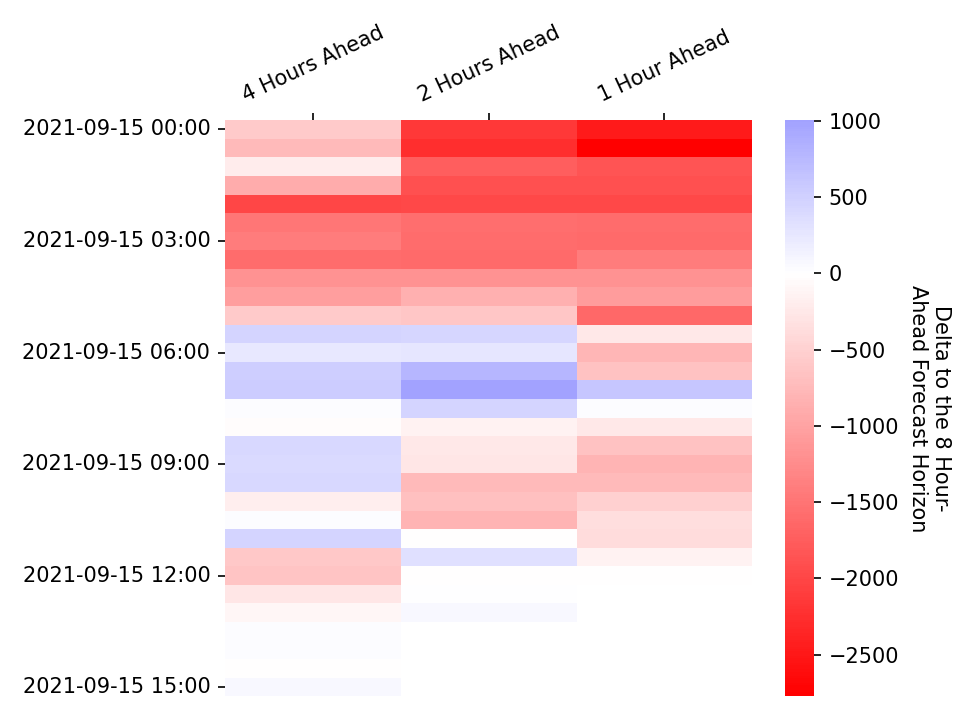 4 Hours Ahead
2 Hours Ahead
1 Hour Ahead
2021-09-15 00:00
2021-09-15 03:00
2021-09-15 06:00
2021-09-15 09:00
2021-09-15 12:00
2021-09-15 15:00
1000
500
0
−500
−1000
−1500
−2000
−2500
Delta to the 8 Hour-
Ahead Forecast Horizon